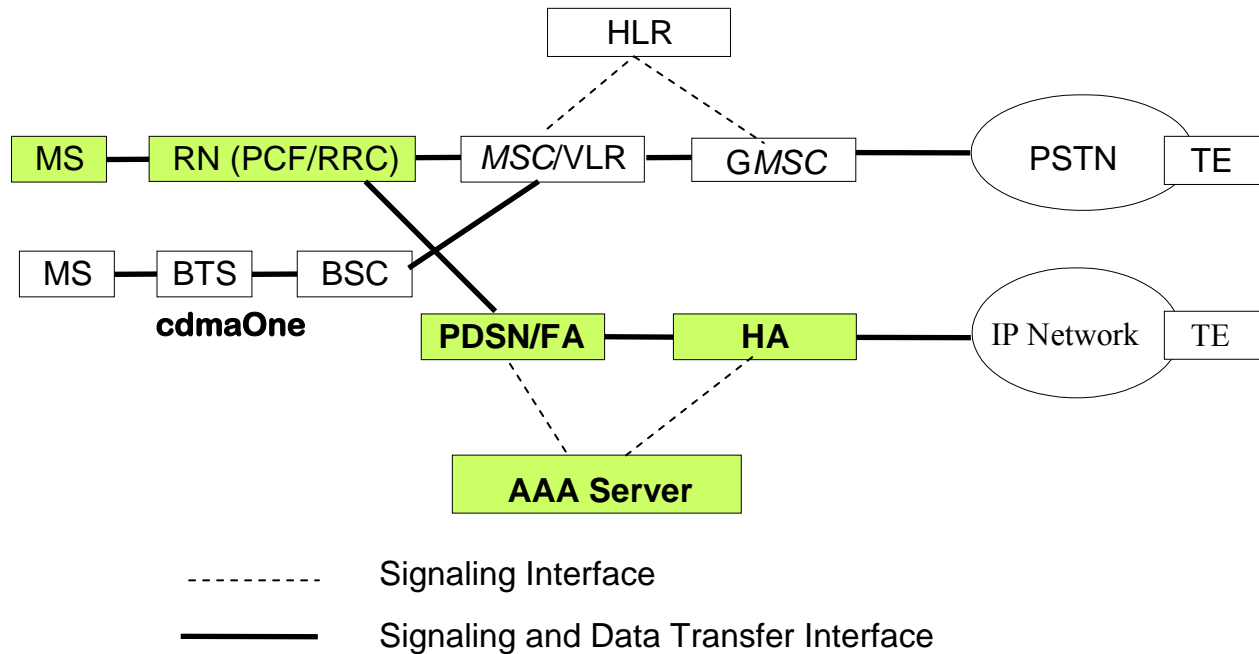 HLR
MS
RN (PCF/RRC)
MSC/VLR
GMSC
PSTN
TE
MS
BTS
BSC
cdmaOne
PDSN/FA
HA
IP Network
TE
AAA Server
Signaling Interface
Signaling and Data Transfer Interface